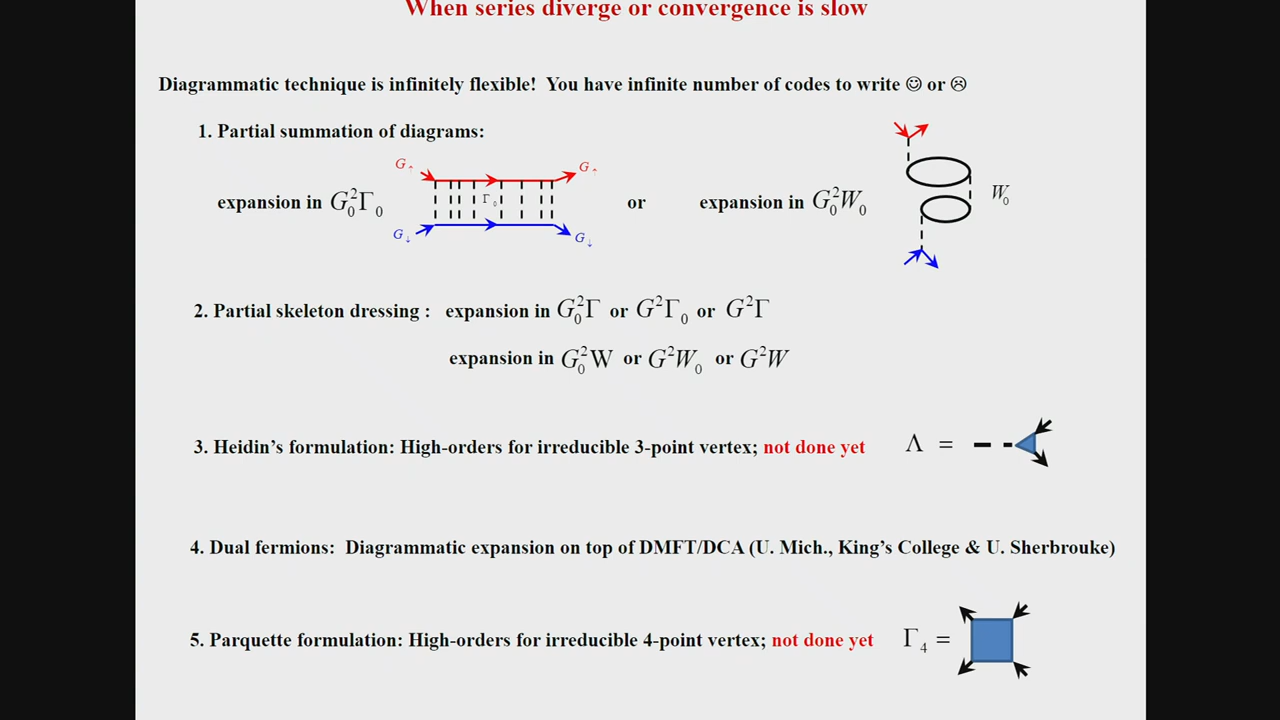 When series diverge or convergence is slow
Diagrammatic technique is infinitely flexible! You have infinite number of codes to write ☺ or ☹
1. Partial summation of diagrams:
expansion in G₀²Γ₀
G↑ G↑
Γ₀
G↓ G↓
or
expansion in G₀²W₀
W₀
2. Partial skeleton dressing : expansion in G₀²Γ or G²Γ₀ or G²Γ
expansion in G₀²W or G²W₀ or G²W
3. Heidin’s formulation: High-orders for irreducible 3-point vertex; not done yet Λ =
4. Dual fermions: Diagrammatic expansion on top of DMFT/DCA (U. Mich., King’s College & U. Sherbrouke)
5. Parquette formulation: High-orders for irreducible 4-point vertex; not done yet Γ₄ =